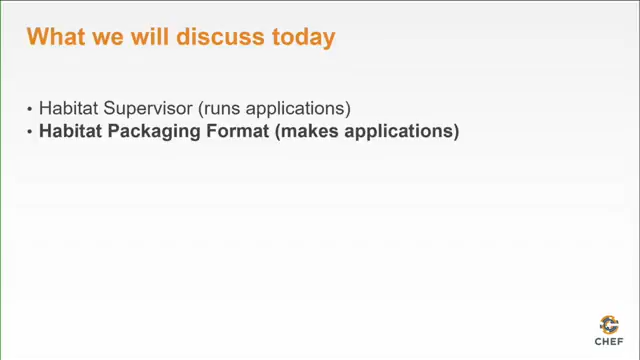 What we will discuss today
• Habitat Supervisor (runs applications)
• Habitat Packaging Format (makes applications)
CHEF